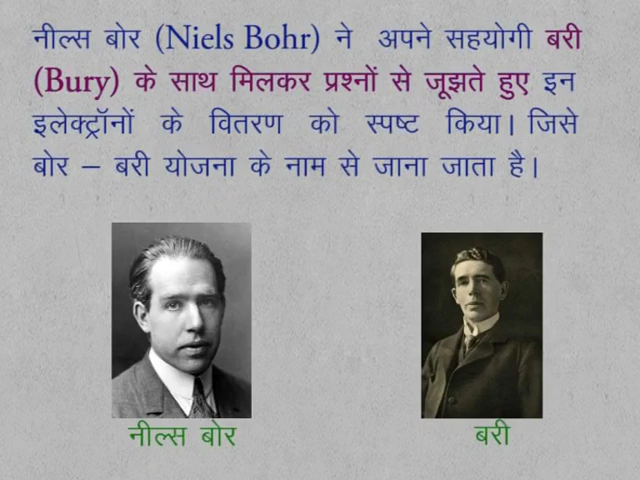 नील्स बोर (Niels Bohr) ने अपने सहयोगी बरी
(Bury) के साथ मिलकर प्रश्नों से जूझते हुए इन
इलेक्ट्रॉनों के वितरण को स्पष्ट किया। जिसे
बोर – बरी योजना के नाम से जाना जाता है।
नील्स बोर
बरी